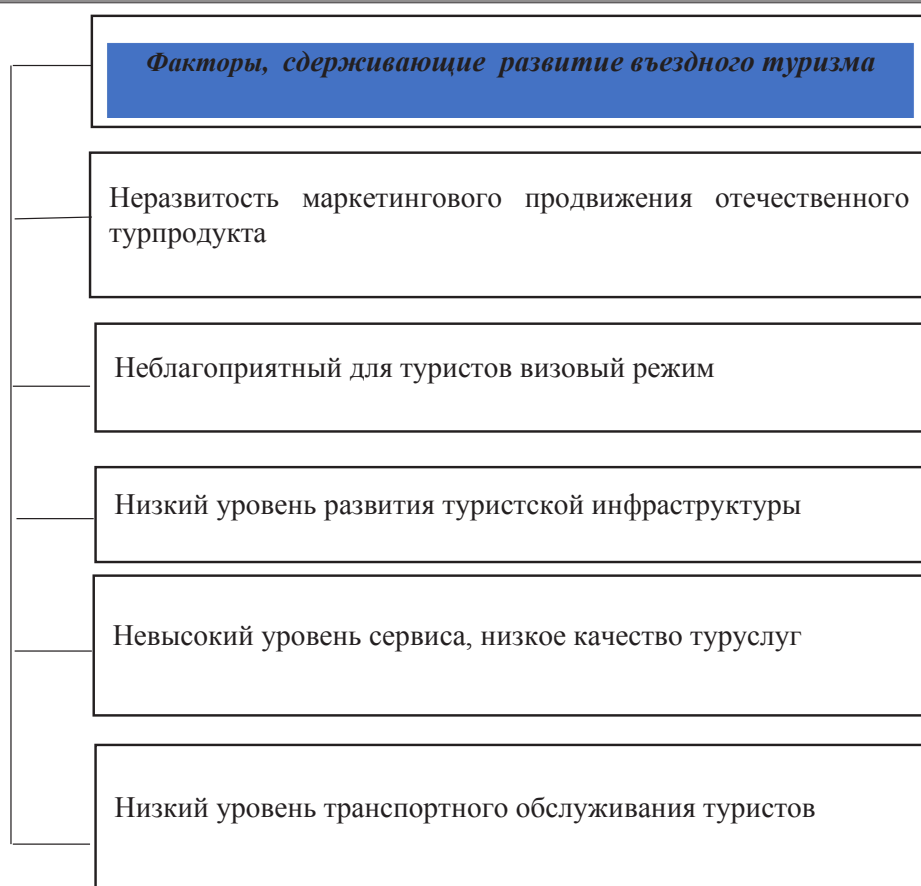 Факторы, сдерживающие развитие въездного туризма
Неразвитость маркетингового продвижения отечественного
турпродукта
Неблагоприятный для туристов визовый режим
Низкий уровень развития туристской инфраструктуры
Невысокий уровень сервиса, низкое качество туруслуг
Низкий уровень транспортного обслуживания туристов